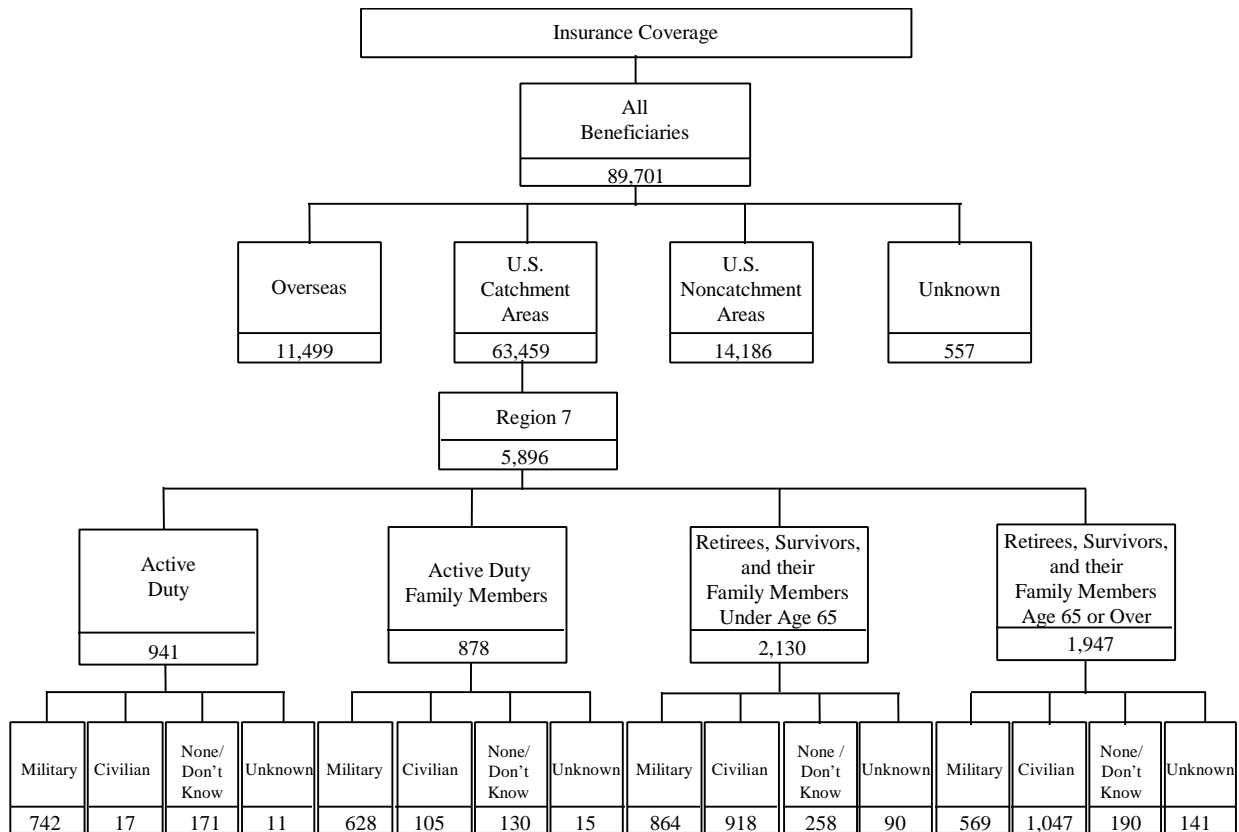 Insurance Coverage
All
Beneficiaries
89,701
Overseas
11,499
U.S.
Catchment
Areas
63,459
U.S.
Noncatchment
Areas
14,186
Unknown
557
Region 7
5,896
Active
Duty
941
Active Duty
Family Members
878
Retirees, Survivors,
and their
Family Members
Under Age 65
2,130
Retirees, Survivors,
and their
Family Members
Age 65 or Over
1,947
Military
742
Civilian
17
None/
Don’t
Know
171
Unknown
11
Military
628
Civilian
105
None/
Don’t
Know
130
Unknown
15
Military
864
Civilian
918
None /
Don’t
Know
258
Unknown
90
Military
569
Civilian
1,047
None/
Don’t
Know
190
Unknown
141